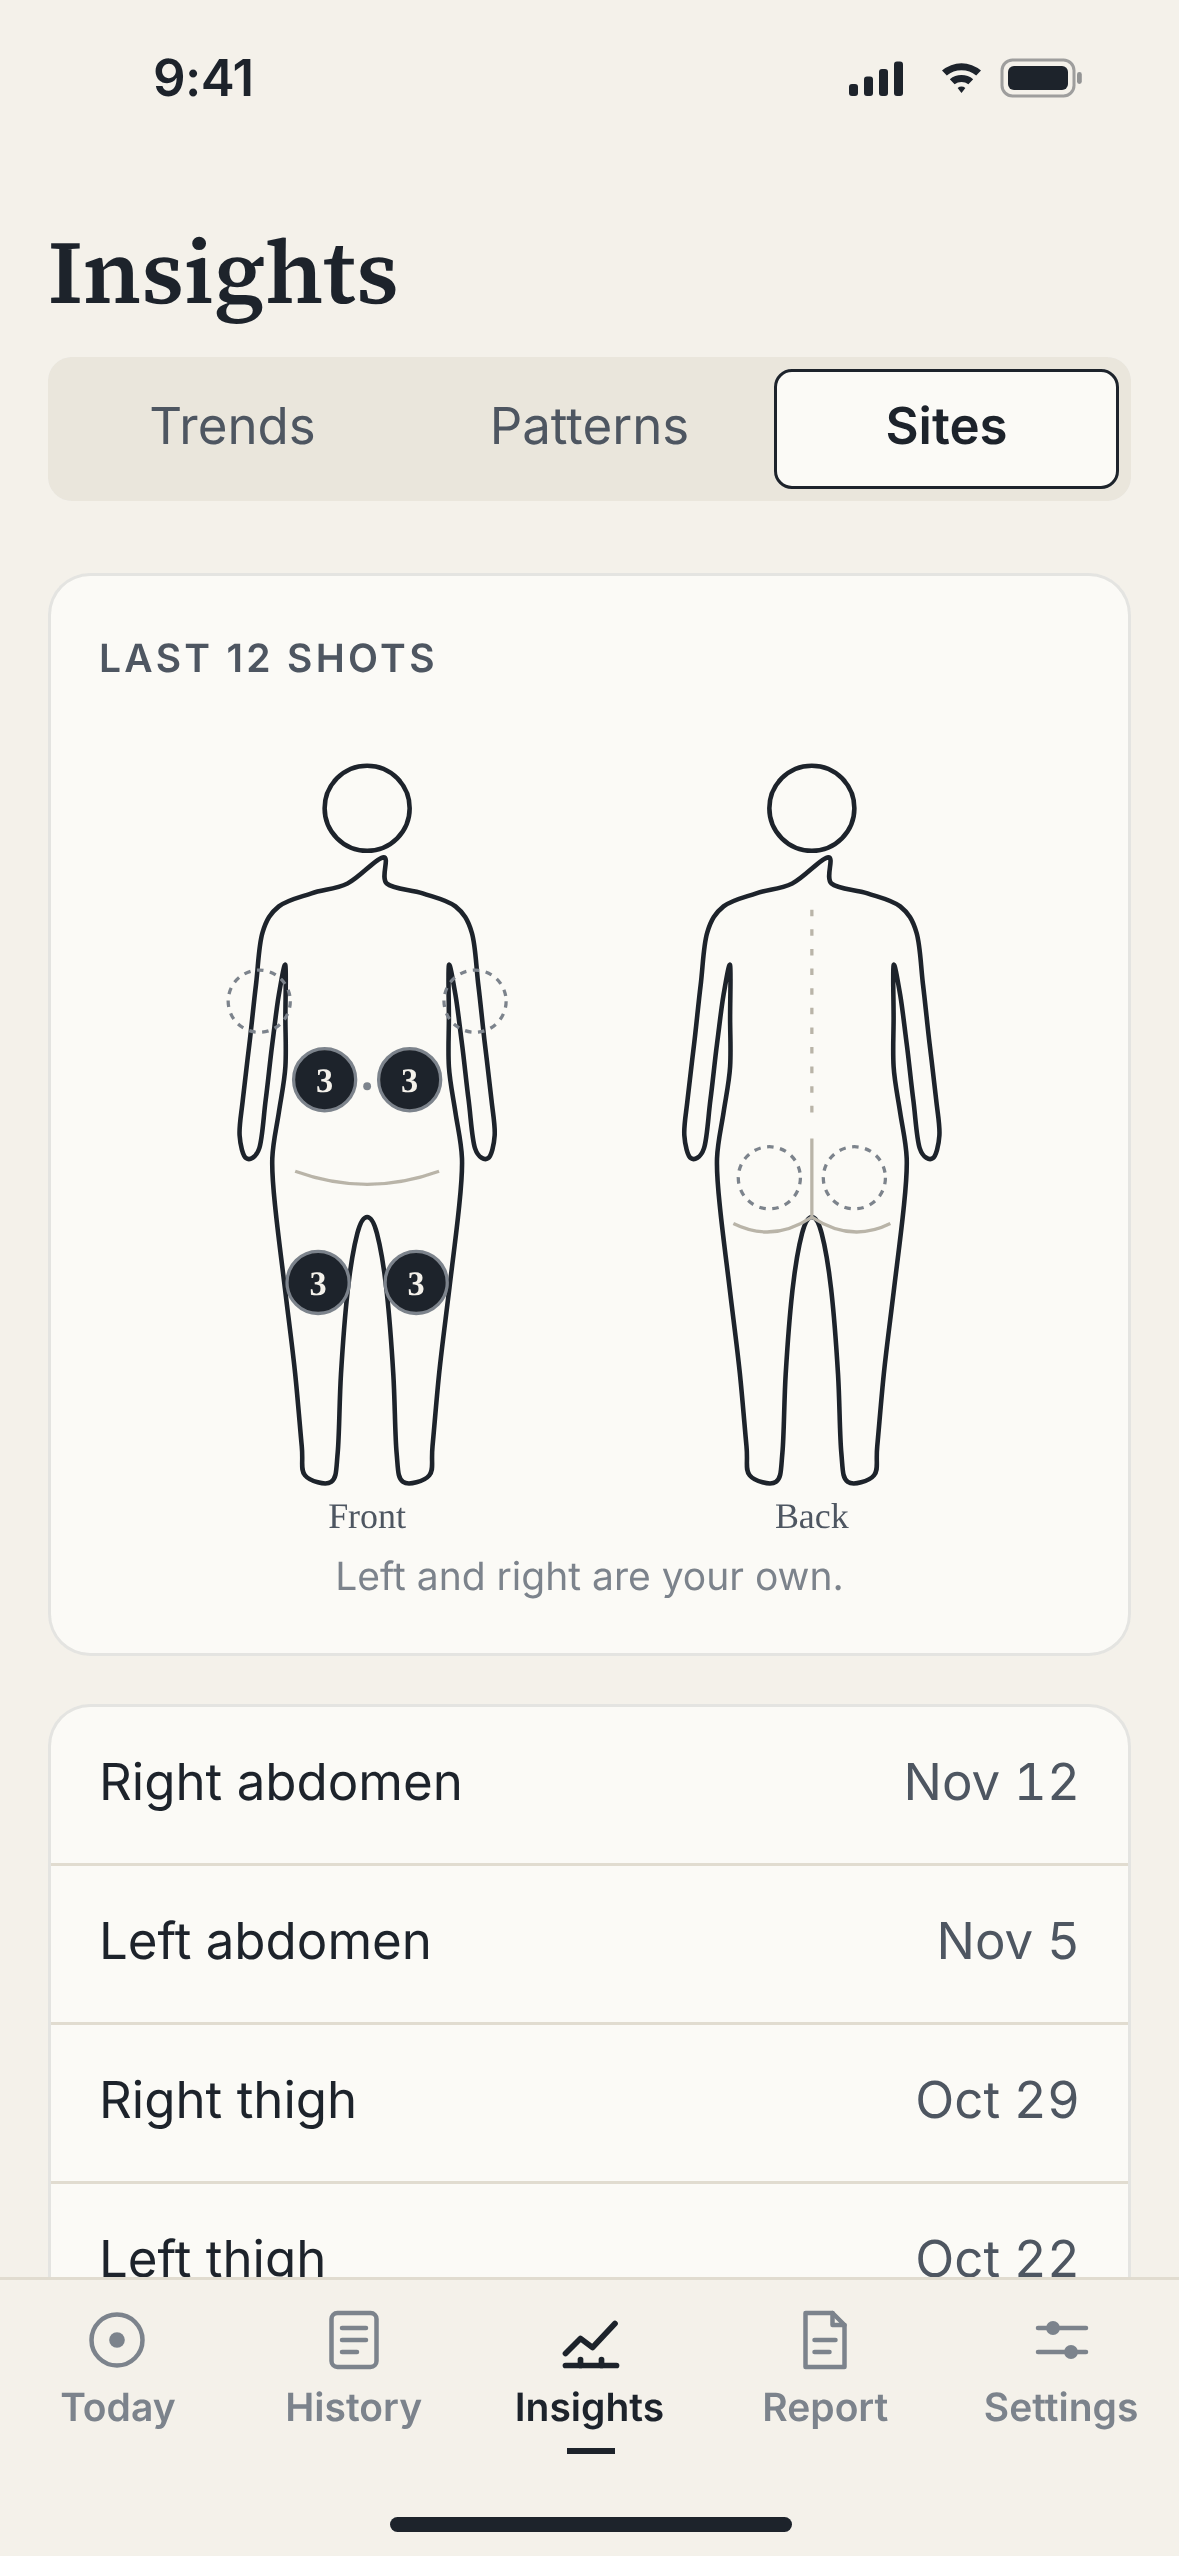 9:41
Insights
Trends Patterns Sites
LAST 12 SHOTS
3 3
3 3
Front Back
Left and right are your own.
Right abdomen Nov 12
Left abdomen Nov 5
Right thigh Oct 29
Left thigh Oct 22
Today History Insights Report Settings